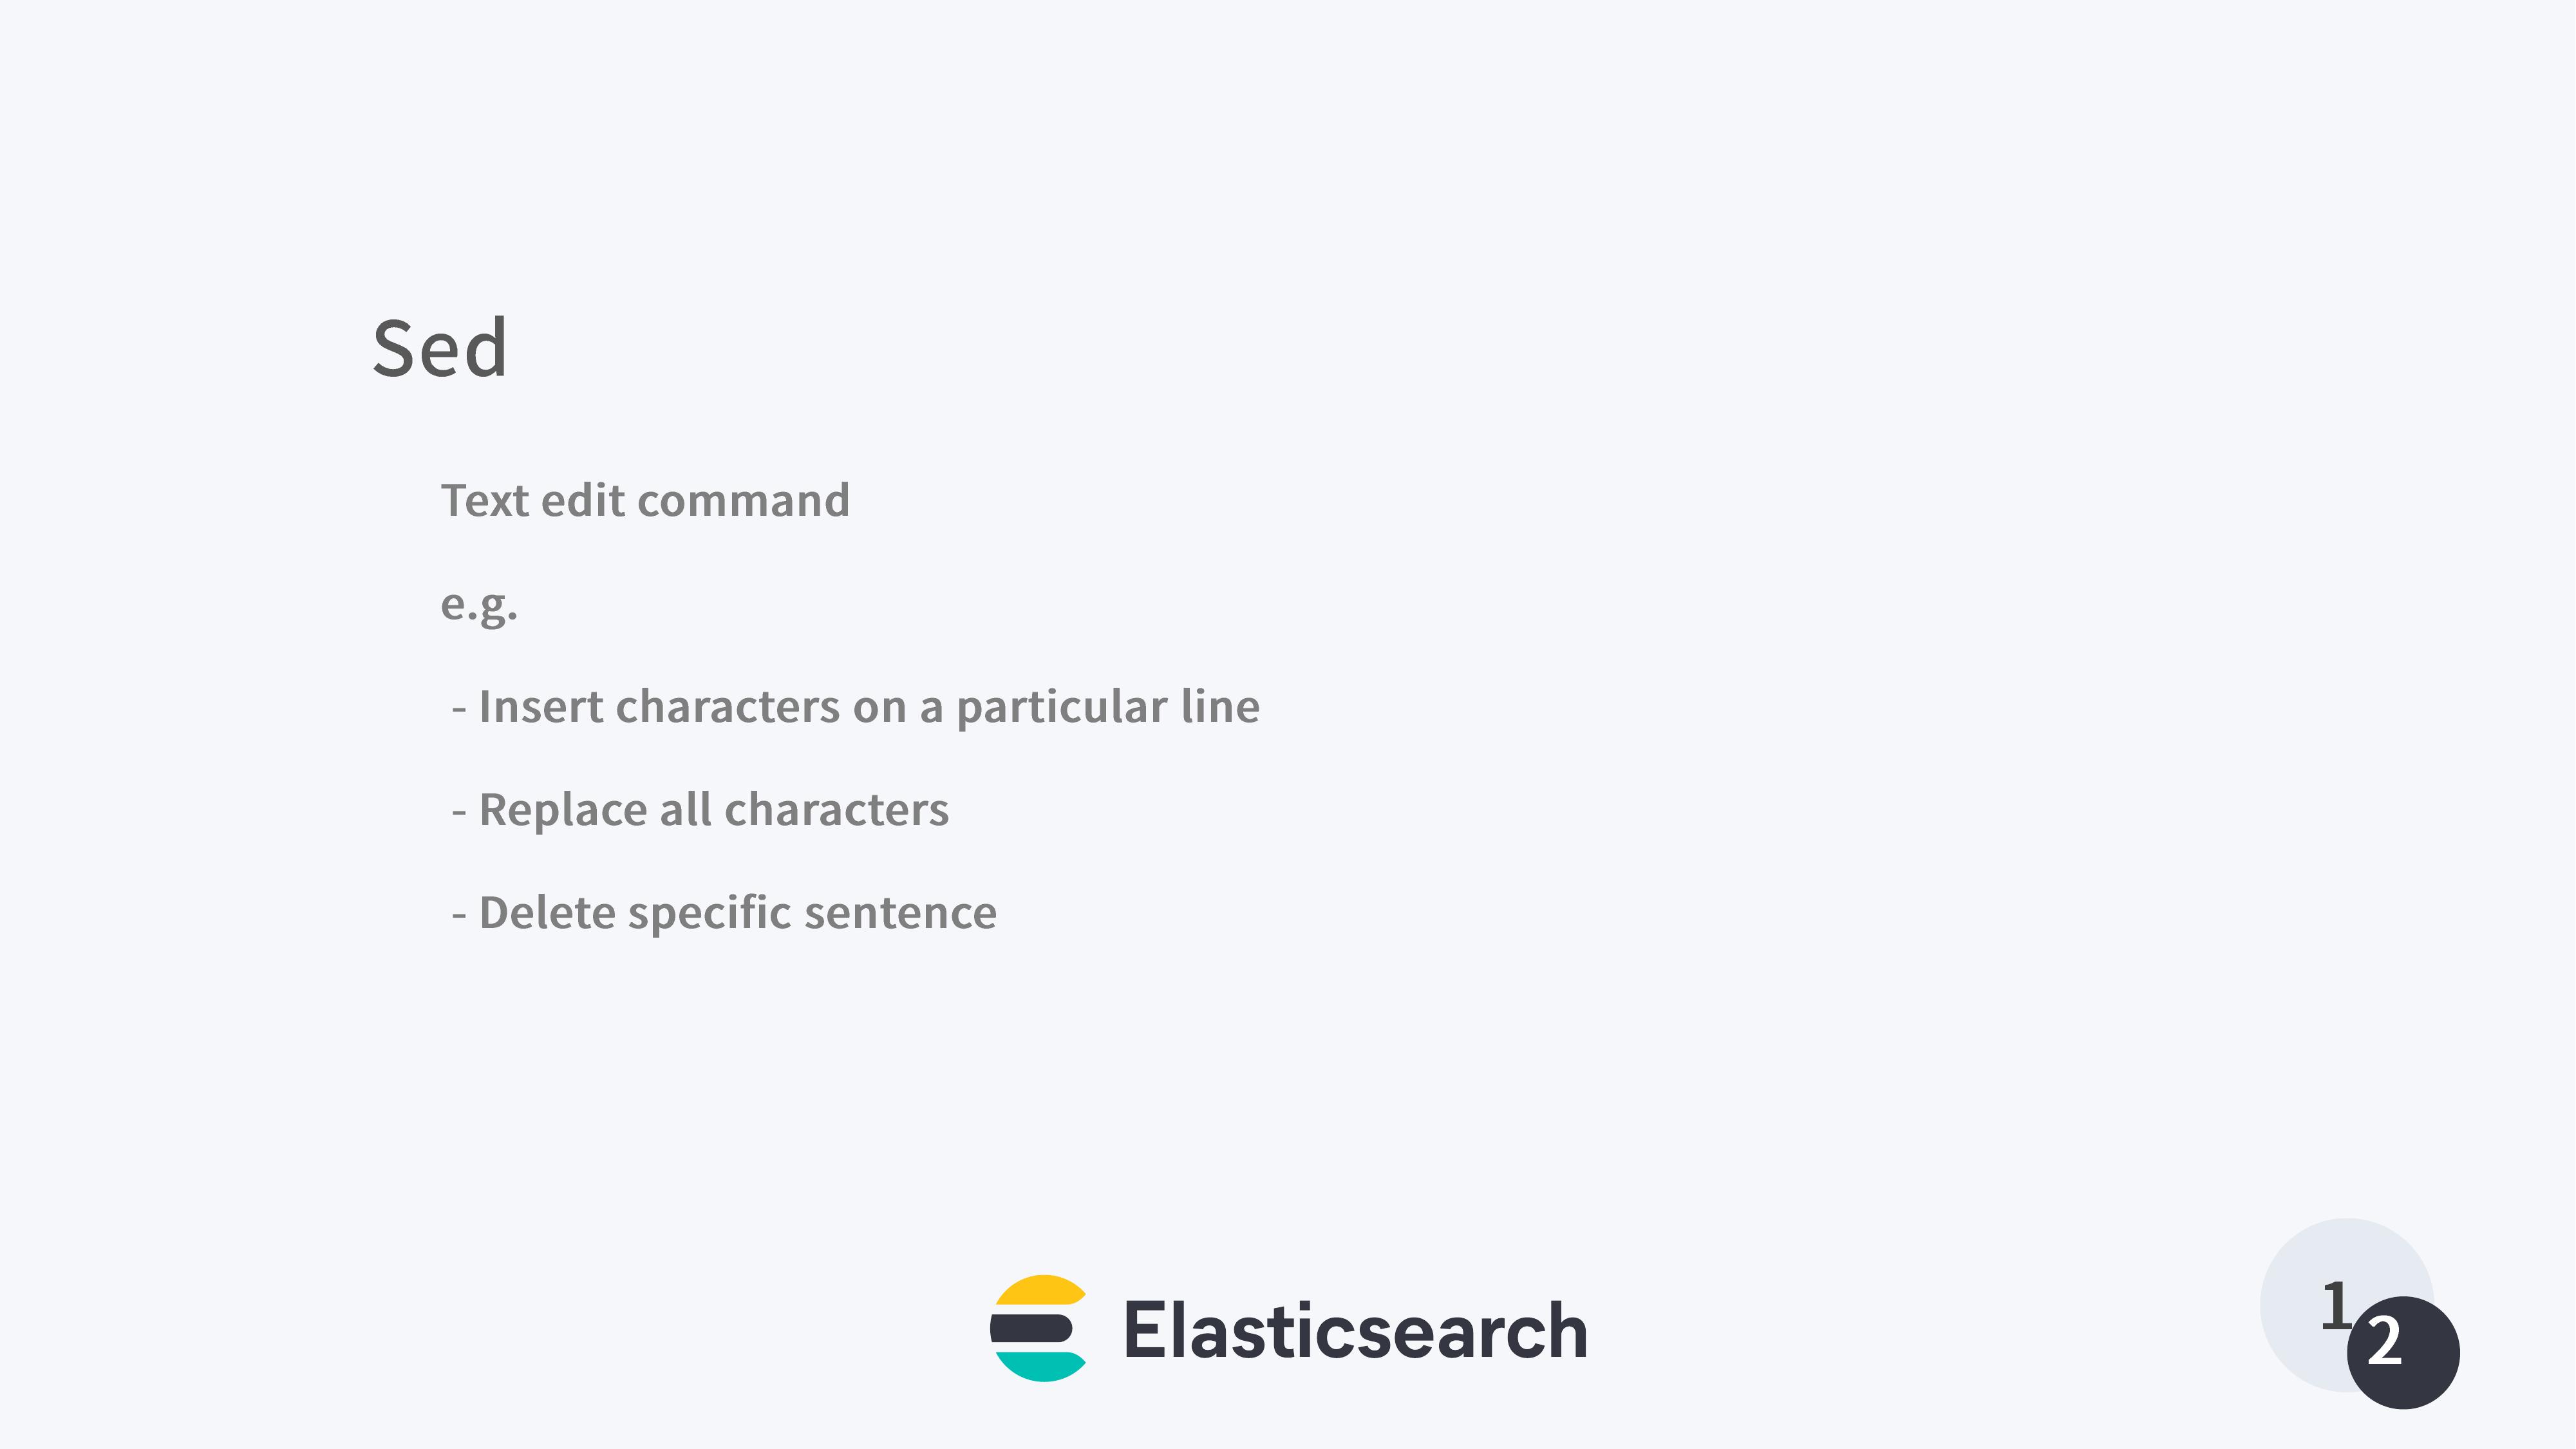 Sed
Text edit command
e.g.
- Insert characters on a particular line
- Replace all characters
- Delete specific sentence
Elasticsearch
1
2